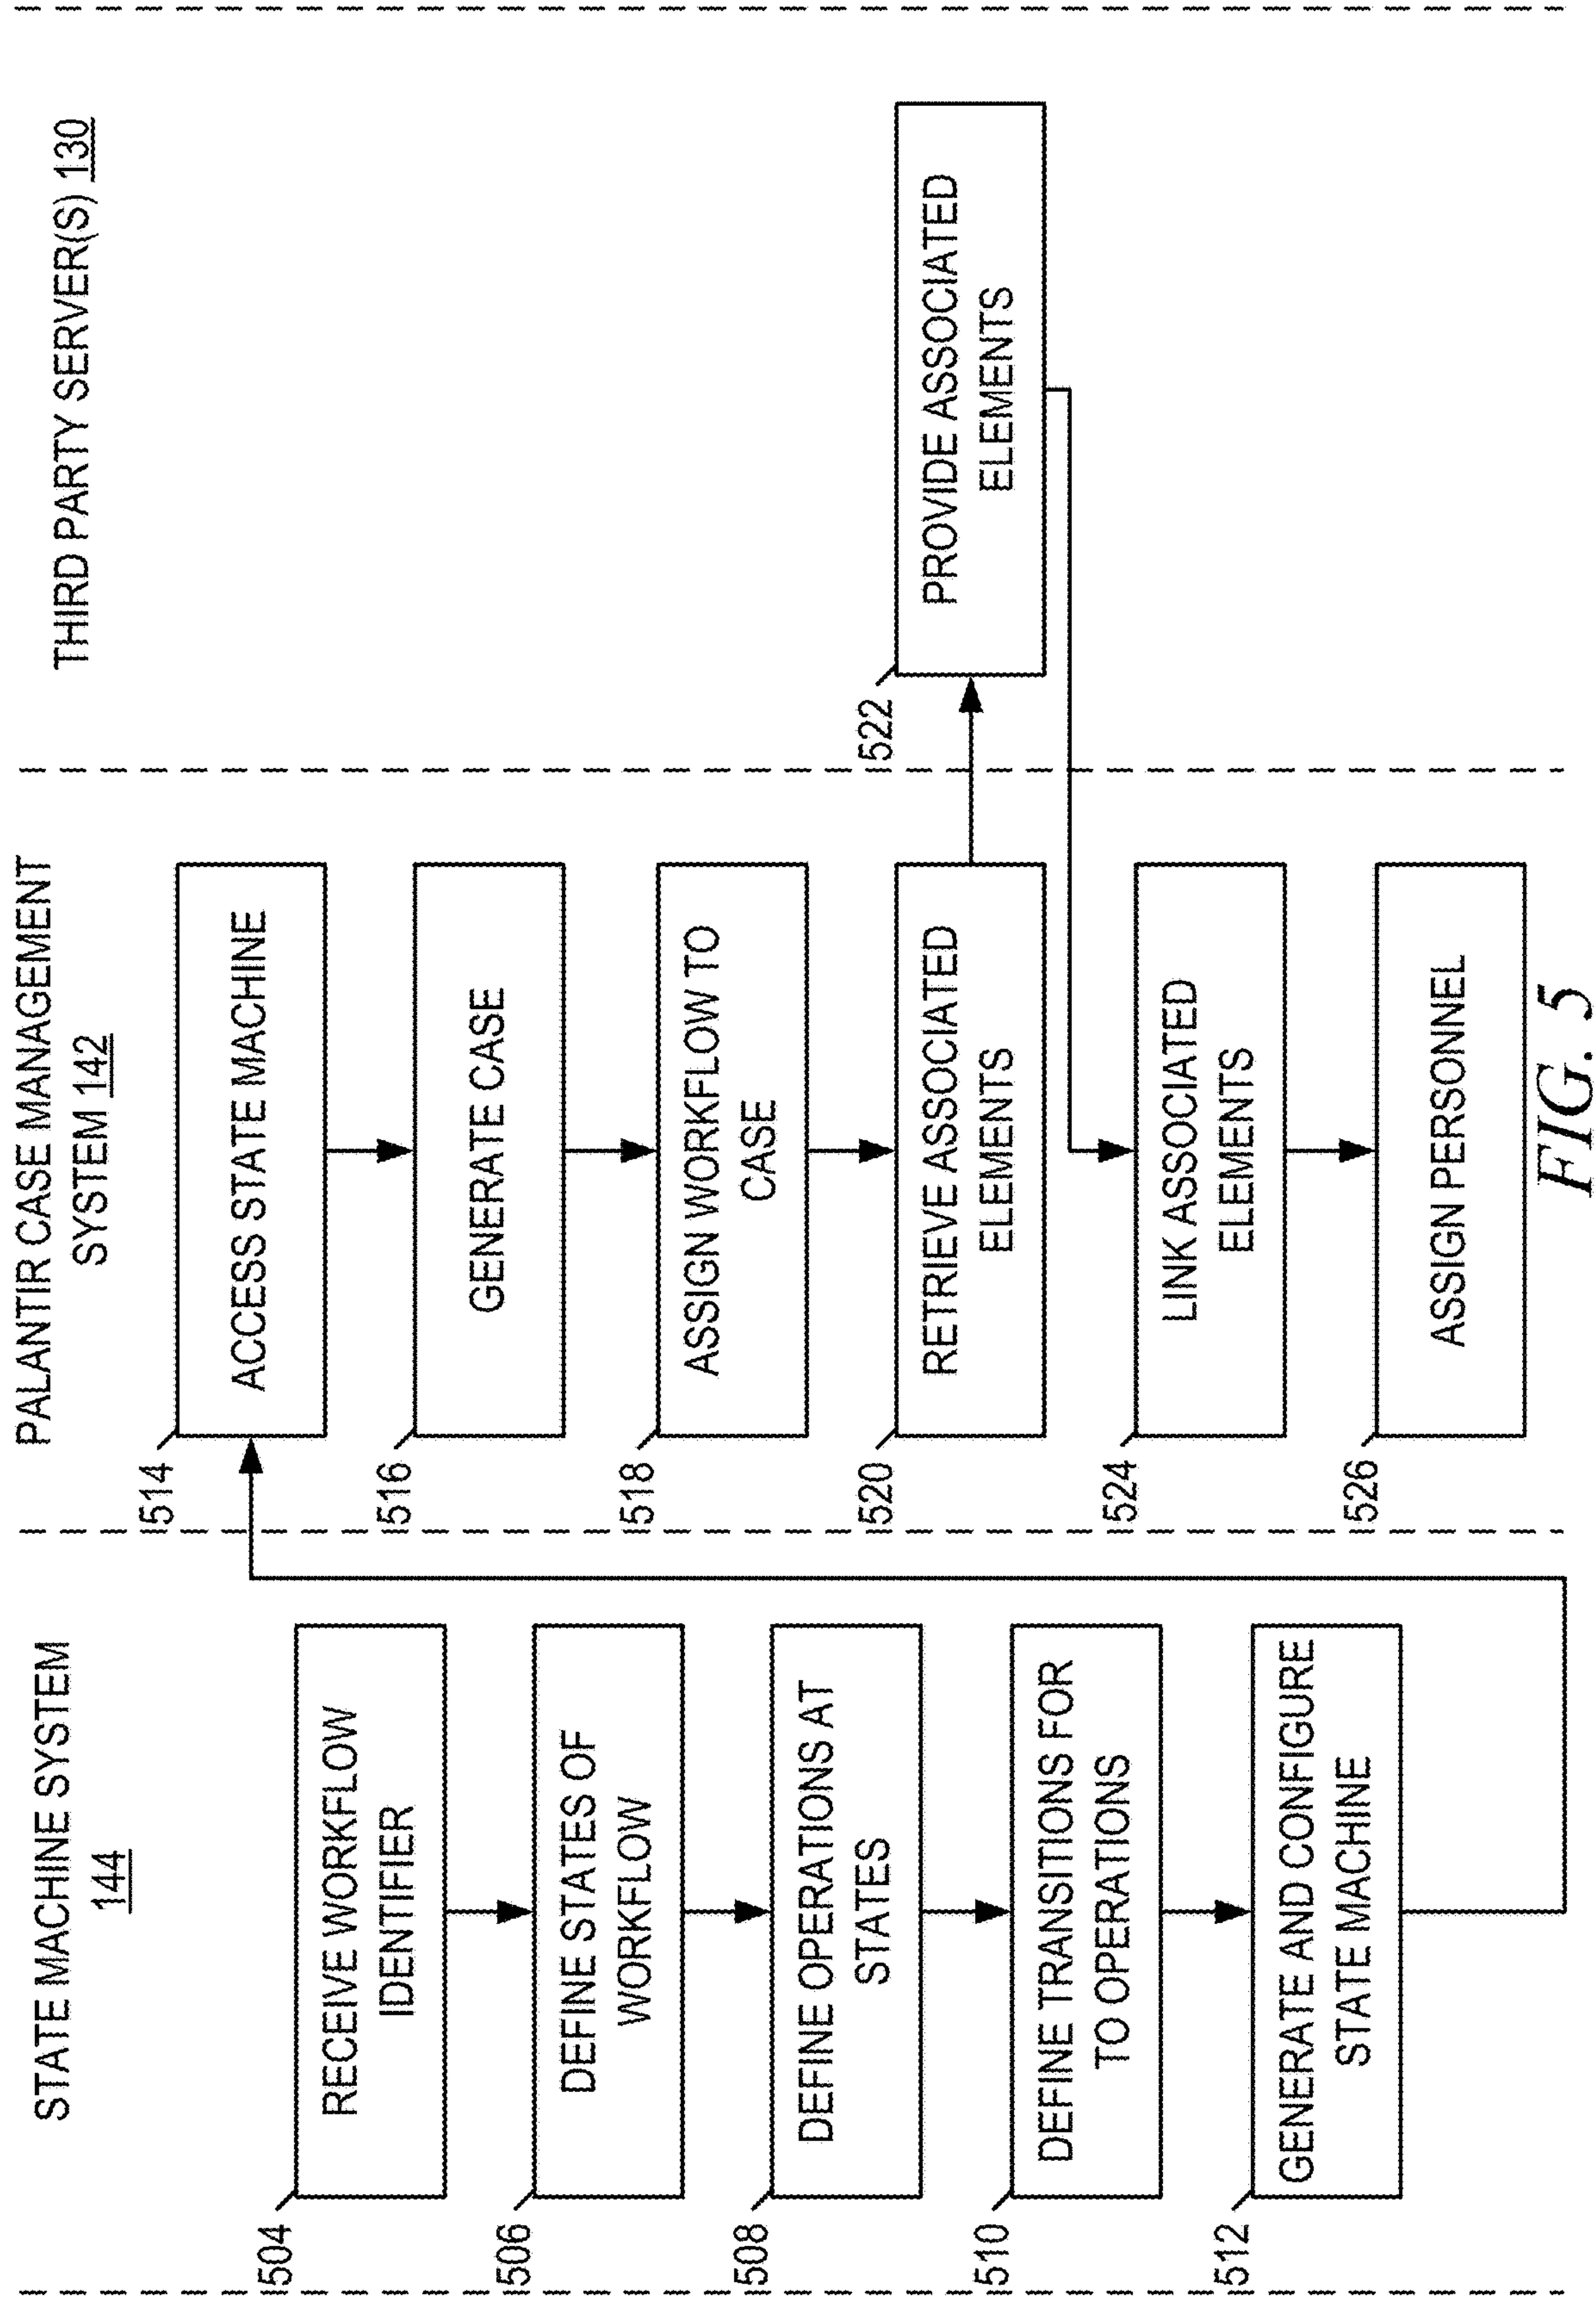 STATE MACHINE SYSTEM
144
504
RECEIVE WORKFLOW
IDENTIFIER
506
DEFINE STATES OF
WORKFLOW
508
DEFINE OPERATIONS AT
STATES
510
DEFINE TRANSITIONS FOR
TO OPERATIONS
512
GENERATE AND CONFIGURE
STATE MACHINE
PALANTIR CASE MANAGEMENT
SYSTEM 142
514
ACCESS STATE MACHINE
516
GENERATE CASE
518
ASSIGN WORKFLOW TO
CASE
520
RETRIEVE ASSOCIATED
ELEMENTS
524
LINK ASSOCIATED
ELEMENTS
526
ASSIGN PERSONNEL
THIRD PARTY SERVER(S) 130
522
PROVIDE ASSOCIATED
ELEMENTS
FIG. 5